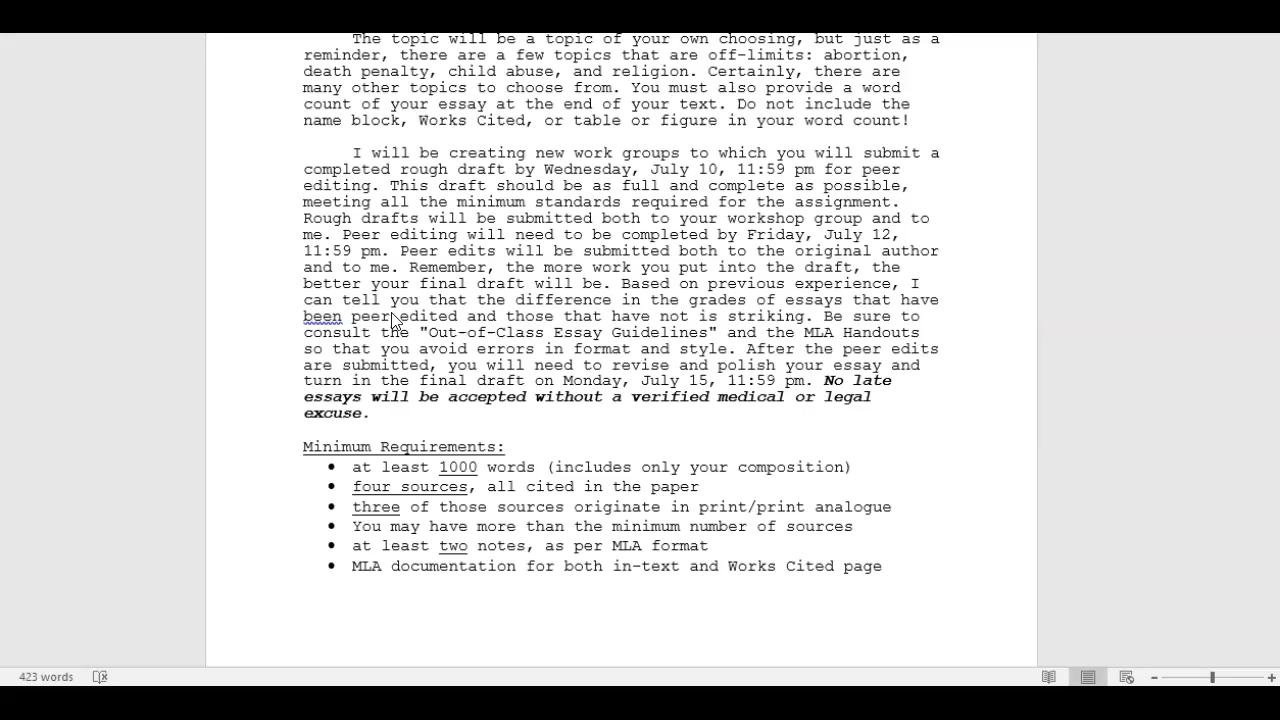 The topic will be a topic of your own choosing, but just as a
reminder, there are a few topics that are off-limits: abortion,
death penalty, child abuse, and religion. Certainly, there are
many other topics to choose from. You must also provide a word
count of your essay at the end of your text. Do not include the
name block, Works Cited, or table or figure in your word count!
I will be creating new work groups to which you will submit a
completed rough draft by Wednesday, July 10, 11:59 pm for peer
editing. This draft should be as full and complete as possible,
meeting all the minimum standards required for the assignment.
Rough drafts will be submitted both to your workshop group and to
me. Peer editing will need to be completed by Friday, July 12,
11:59 pm. Peer edits will be submitted both to the original author
and to me. Remember, the more work you put into the draft, the
better your final draft will be. Based on previous experience, I
can tell you that the difference in the grades of essays that have
been peer edited and those that have not is striking. Be sure to
consult the "Out-of-Class Essay Guidelines" and the MLA Handouts
so that you avoid errors in format and style. After the peer edits
are submitted, you will need to revise and polish your essay and
turn in the final draft on Monday, July 15, 11:59 pm. No late
essays will be accepted without a verified medical or legal
excuse.
Minimum Requirements:
• at least 1000 words (includes only your composition)
• four sources, all cited in the paper
• three of those sources originate in print/print analogue
• You may have more than the minimum number of sources
• at least two notes, as per MLA format
• MLA documentation for both in-text and Works Cited page
423 words